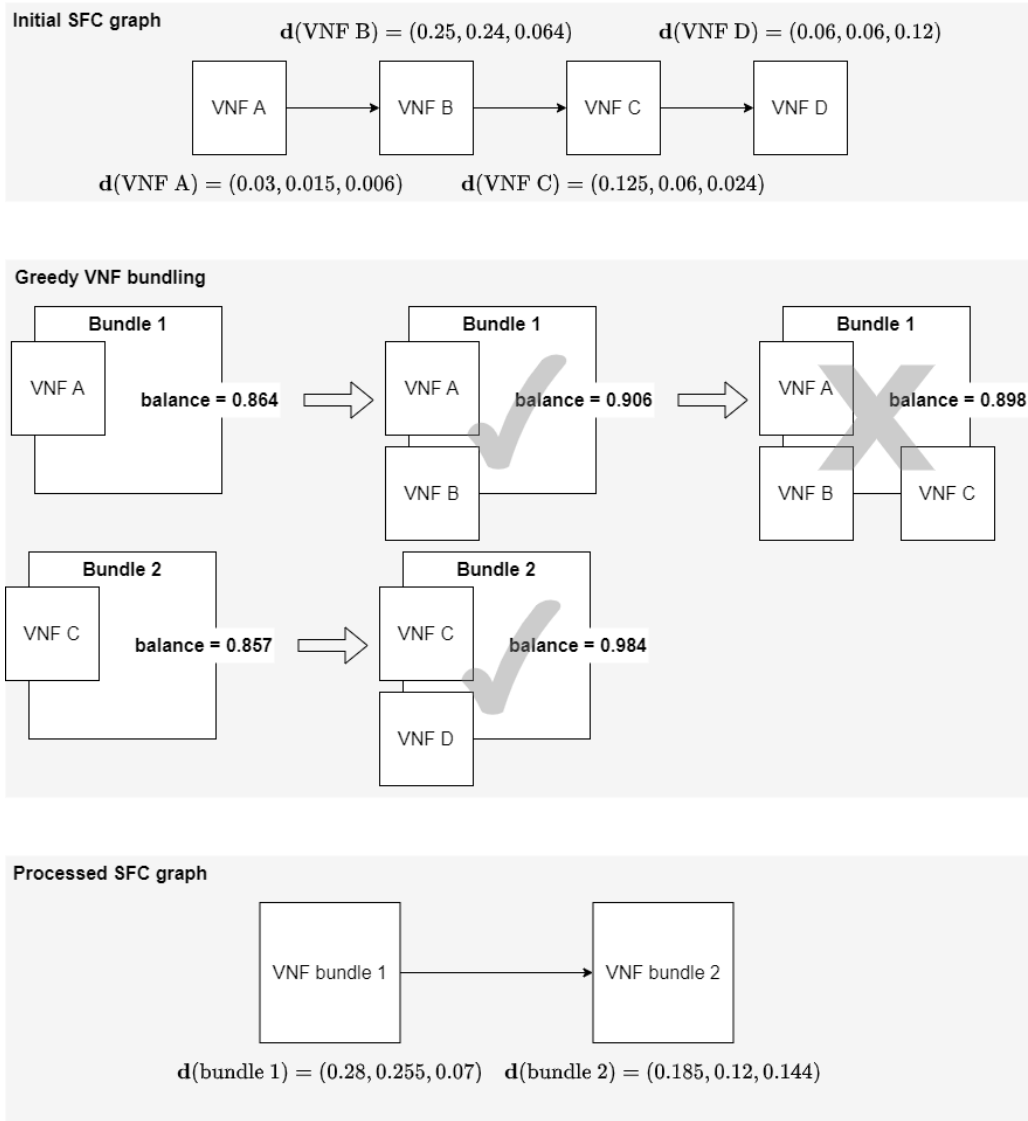 Initial SFC graph
d(VNF B) = (0.25, 0.24, 0.064)
d(VNF D) = (0.06, 0.06, 0.12)
VNF A
VNF B
VNF C
VNF D
d(VNF A) = (0.03, 0.015, 0.006)
d(VNF C) = (0.125, 0.06, 0.024)
Greedy VNF bundling
Bundle 1
VNF A
balance = 0.864
Bundle 1
VNF A
balance = 0.906
VNF B
Bundle 1
VNF A
balance = 0.898
VNF B
VNF C
Bundle 2
VNF C
balance = 0.857
Bundle 2
VNF C
balance = 0.984
VNF D
Processed SFC graph
VNF bundle 1
VNF bundle 2
d(bundle 1) = (0.28, 0.255, 0.07)
d(bundle 2) = (0.185, 0.12, 0.144)